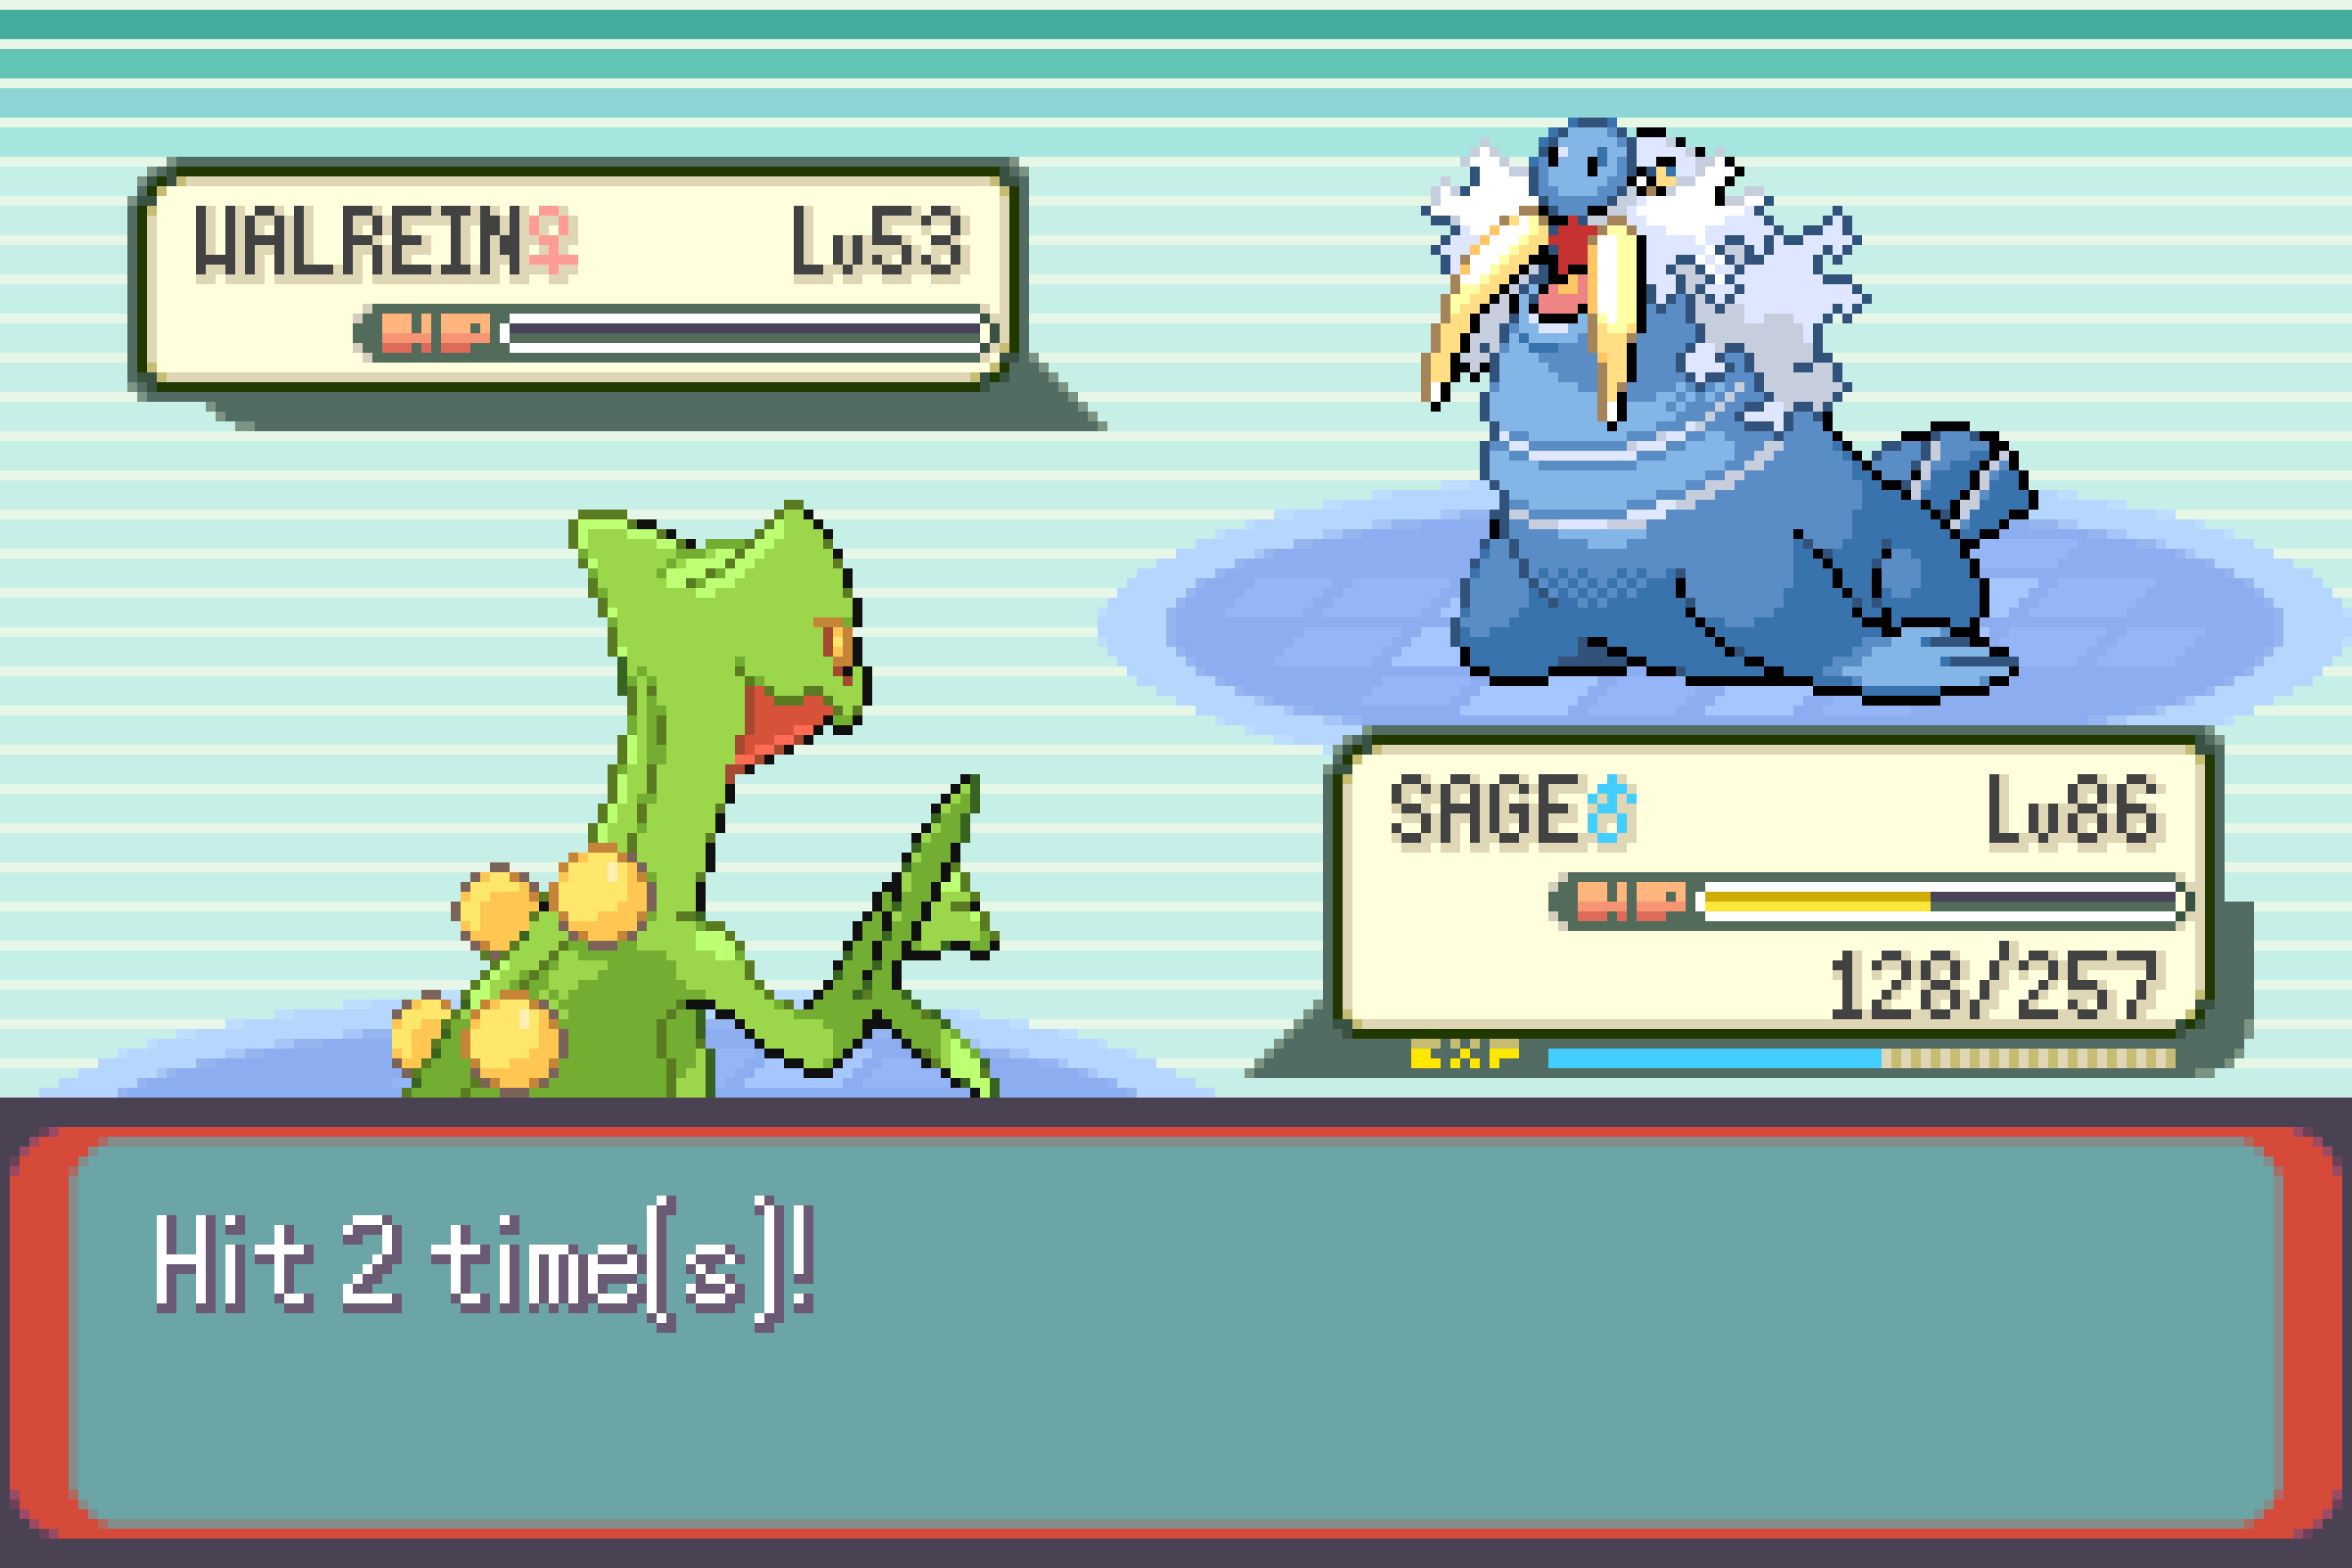 WALREIN♀ Lv53
HP
SAGE♂ Lv86
HP
128/257
EXP
Hit 2 time(s)!